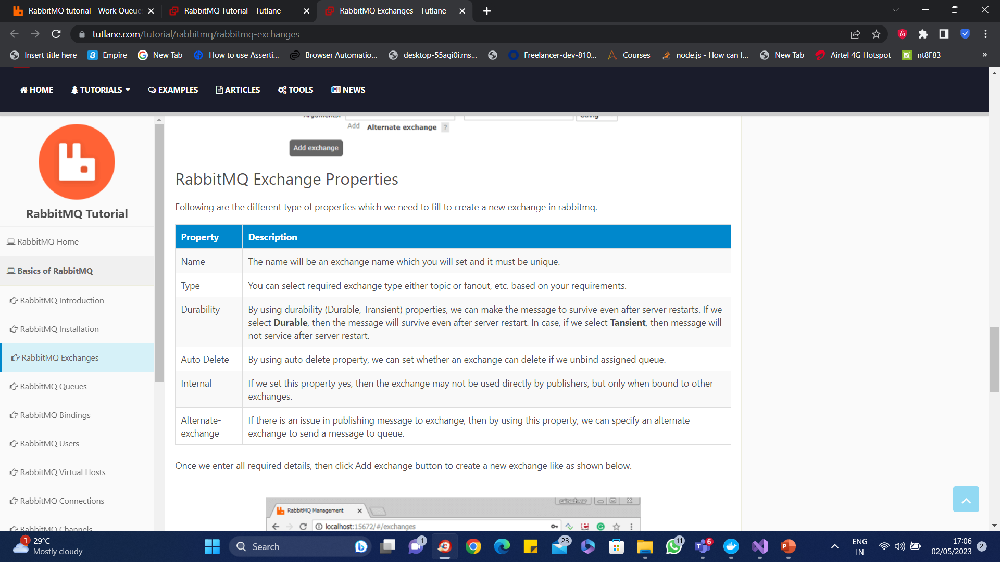 RabbitMQ tutorial - Work Queue
RabbitMQ Tutorial - Tutlane
RabbitMQ Exchanges - Tutlane
tutlane.com/tutorial/rabbitmq/rabbitmq-exchanges
Insert title here
Empire
New Tab
How to use Asserti...
Browser Automatio...
desktop-55agi0i.ms...
Freelancer-dev-810...
Courses
node.js - How can I...
New Tab
Airtel 4G Hotspot
nt8F83
»
HOME
TUTORIALS
EXAMPLES
ARTICLES
TOOLS
NEWS
RabbitMQ Tutorial
RabbitMQ Home
Basics of RabbitMQ
RabbitMQ Introduction
RabbitMQ Installation
RabbitMQ Exchanges
RabbitMQ Queues
RabbitMQ Bindings
RabbitMQ Users
RabbitMQ Virtual Hosts
RabbitMQ Connections
RabbitMQ Channels
Arguments:
String
Add Alternate exchange ?
Add exchange
RabbitMQ Exchange Properties
Following are the different type of properties which we need to fill to create a new exchange in rabbitmq.
Property Description
Name The name will be an exchange name which you will set and it must be unique.
Type You can select required exchange type either topic or fanout, etc. based on your requirements.
Durability By using durability (Durable, Transient) properties, we can make the message to survive even after server restarts. If we
select Durable, then the message will survive even after server restart. In case, if we select Tansient, then message will
not service after server restart.
Auto Delete By using auto delete property, we can set whether an exchange can delete if we unbind assigned queue.
Internal If we set this property yes, then the exchange may not be used directly by publishers, but only when bound to other
exchanges.
Alternate- If there is an issue in publishing message to exchange, then by using this property, we can specify an alternate
exchange exchange to send a message to queue.
Once we enter all required details, then click Add exchange button to create a new exchange like as shown below.
saineshwar
RabbitMQ Management
localhost:15672/#/exchanges
1
29°C
Mostly cloudy
Search
1
23
11
6
ENG
IN
17:06
02/05/2023
2